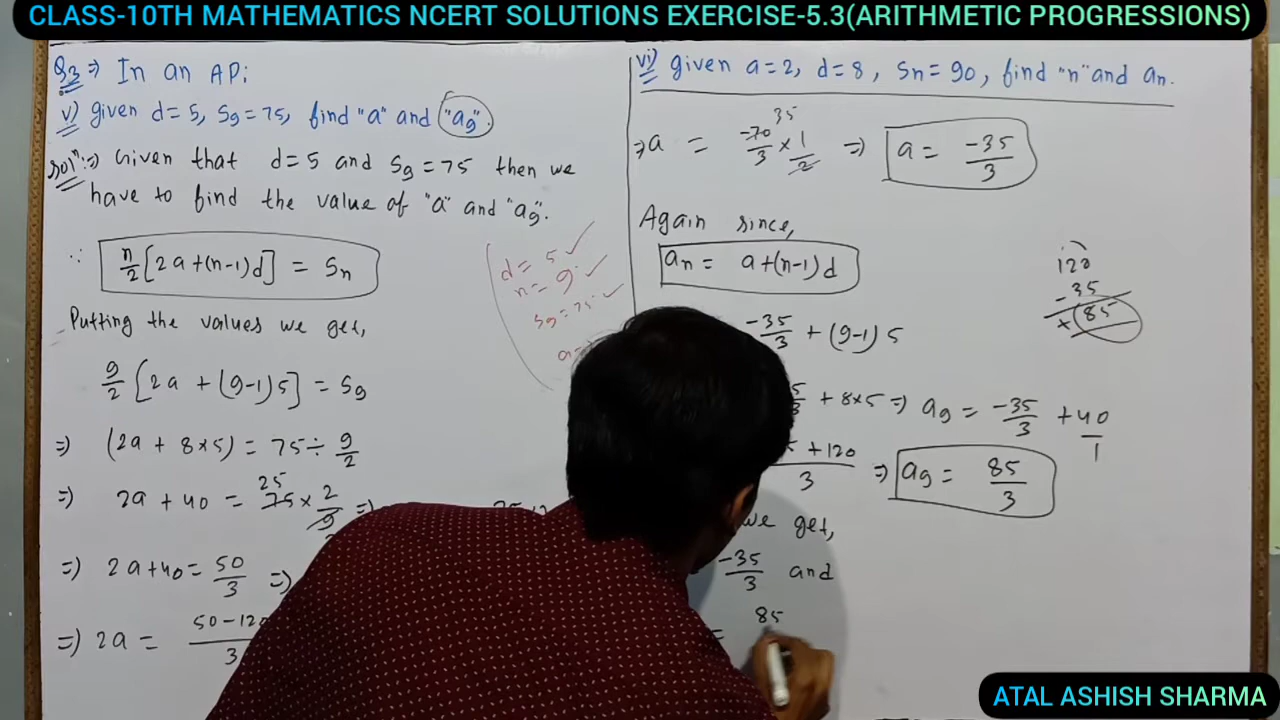 CLASS-10TH MATHEMATICS NCERT SOLUTIONS EXERCISE-5.3(ARITHMETIC PROGRESSIONS)
Q3 => In an AP:
v) given d=5, S9=75, find "a" and "a9".
Soln:=> Given that d=5 and S9=75 then we
have to find the value of "a" and "a9".
∵ n/2[2a+(n-1)d] = Sn
Putting the values we get,
9/2[2a + (9-1)5] = S9
=> (2a + 8×5) = 75 ÷ 9/2
=> 2a + 40 = 75 × 2/9 =>
25
=> 2a+40 = 50/3 =>
=> 2a = 50-120/3
d = 5 ✓
n = 9 ✓
S9 = 75 ✓
a =
vi) given a=2, d=8, Sn=90, find "n" and an.
=> a = -70/3 × 1/2 => a = -35/3
35
Again since,
an = a+(n-1)d
-35/3 + (9-1)5
+ 8×5 => a9 = -35/3 + 40/1
+120/3 => a9 = 85/3
we get,
-35/3 and
= 85
120
-35
+85
ATAL ASHISH SHARMA